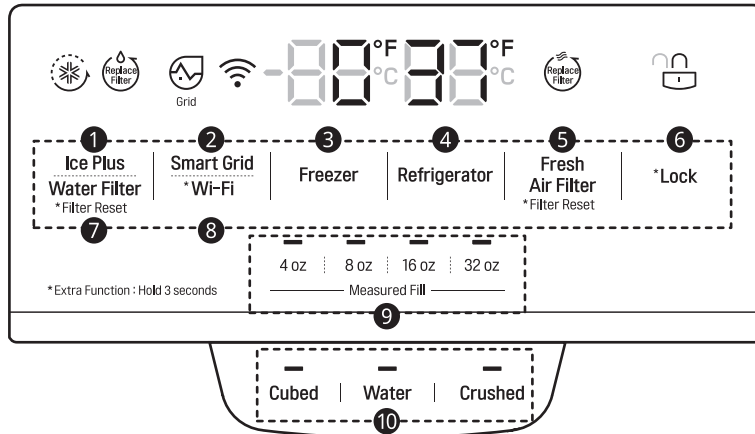 Replace Filter
Grid
-80 °F °C
37 °F °C
Replace Filter
1 2 3 4 5 6
Ice Plus
Water Filter
*Filter Reset
Smart Grid
*Wi-Fi
Freezer
Refrigerator
Fresh
Air Filter
*Filter Reset
*Lock
7 8
4 oz 8 oz 16 oz 32 oz
*Extra Function : Hold 3 seconds
Measured Fill
9
Cubed | Water | Crushed
10